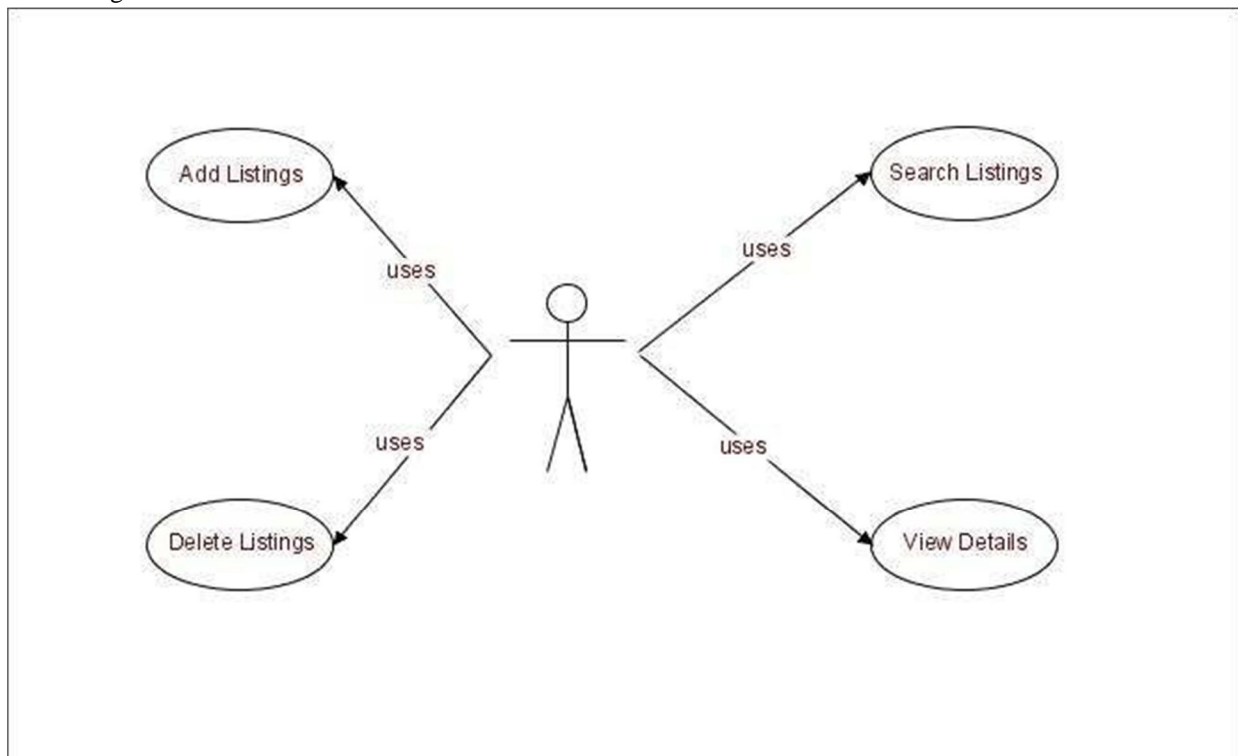 Add Listings
Search Listings
uses
uses
uses
uses
Delete Listings
View Details